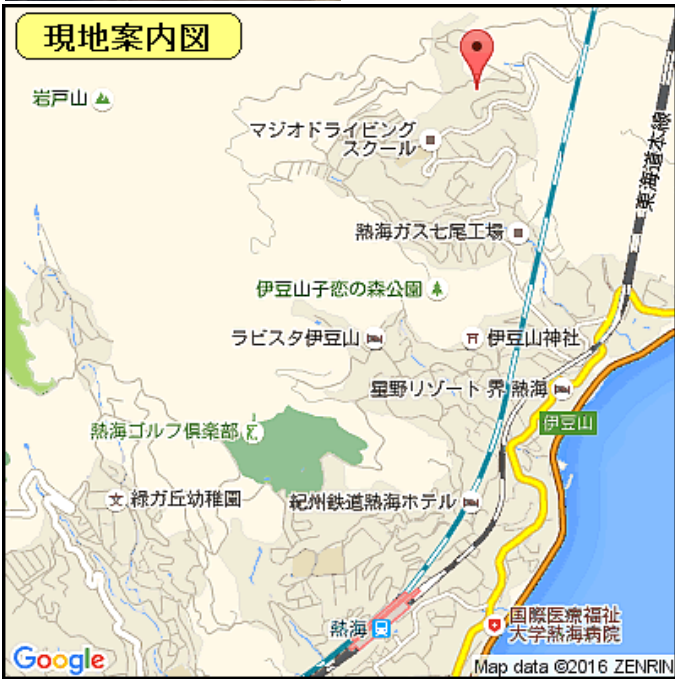 現地案内図
岩戸山
マジオドライビング
スクール
東海道本線
熱海ガス七尾工場
伊豆山子恋の森公園
ラビスタ伊豆山
伊豆山神社
星野リゾート 界 熱海
伊豆山
熱海ゴルフ倶楽部
緑ガ丘幼稚園
紀州鉄道熱海ホテル
熱海
国際医療福祉
大学熱海病院
Google
Map data ©2016 ZENRIN